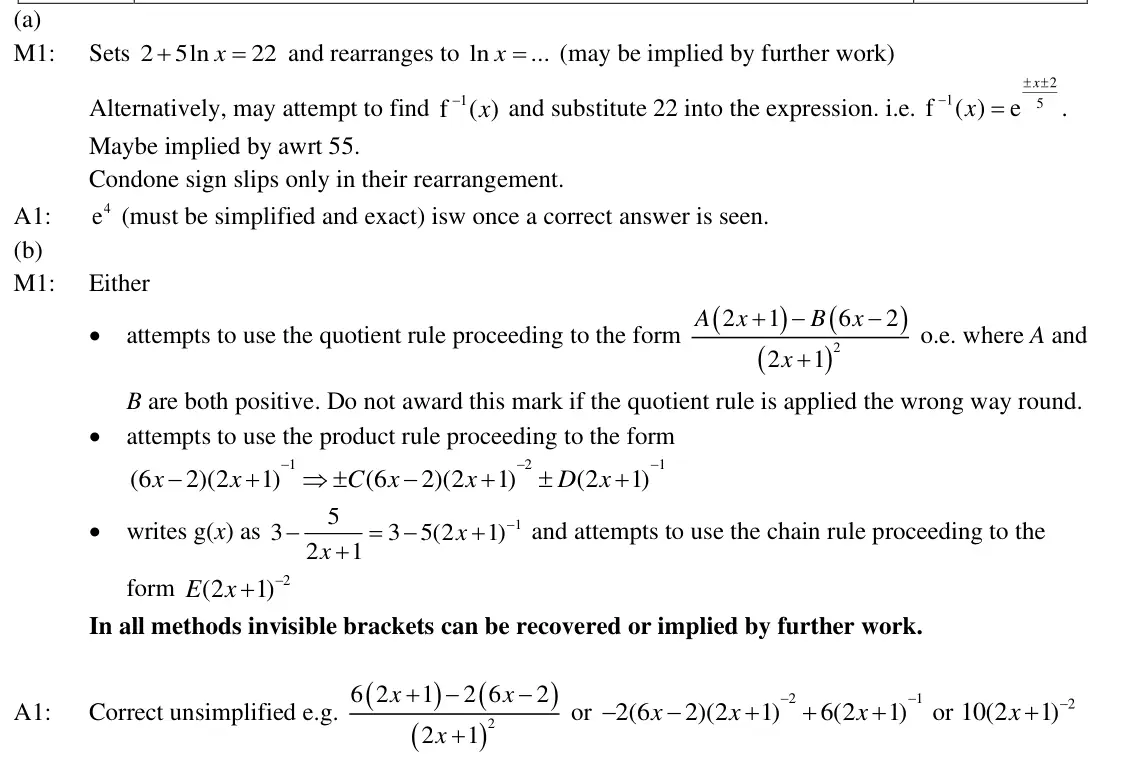 (a)
M1: Sets 2 + 5ln x = 22 and rearranges to ln x = ... (may be implied by further work)
Alternatively, may attempt to find f⁻¹(x) and substitute 22 into the expression. i.e. f⁻¹(x) = e^((±x±2)/5) .
Maybe implied by awrt 55.
Condone sign slips only in their rearrangement.
A1: e⁴ (must be simplified and exact) isw once a correct answer is seen.
(b)
M1: Either
• attempts to use the quotient rule proceeding to the form (A(2x+1) − B(6x−2))/(2x+1)² o.e. where A and
B are both positive. Do not award this mark if the quotient rule is applied the wrong way round.
• attempts to use the product rule proceeding to the form
(6x−2)(2x+1)⁻¹ ⇒ ±C(6x−2)(2x+1)⁻² ± D(2x+1)⁻¹
• writes g(x) as 3 − 5/(2x+1) = 3 − 5(2x+1)⁻¹ and attempts to use the chain rule proceeding to the
form E(2x+1)⁻²
In all methods invisible brackets can be recovered or implied by further work.
A1: Correct unsimplified e.g. (6(2x+1) − 2(6x−2))/(2x+1)² or −2(6x−2)(2x+1)⁻² + 6(2x+1)⁻¹ or 10(2x+1)⁻²